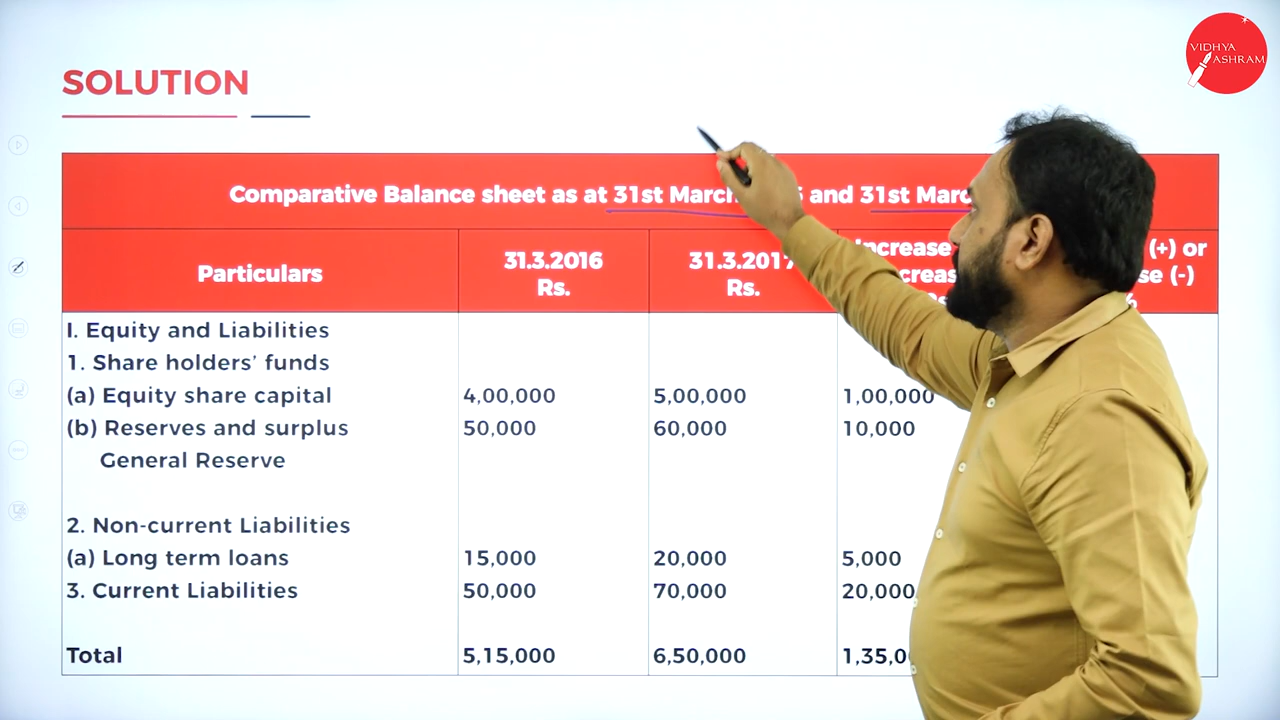 VIDHYA
ASHRAM
SOLUTION
Comparative Balance sheet as at 31st March and 31st
Particulars
31.3.2016
Rs.
31.3.2017
Rs.
(+) or
(-)
%
I. Equity and Liabilities
1. Share holders’ funds
(a) Equity share capital 4,00,000 5,00,000 1,00,000
(b) Reserves and surplus 50,000 60,000 10,000
General Reserve
2. Non-current Liabilities
(a) Long term loans 15,000 20,000 5,000
3. Current Liabilities 50,000 70,000 20,000
Total 5,15,000 6,50,000